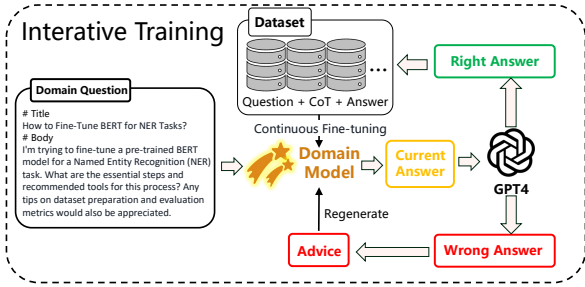 Interative Training
Dataset
...
Question + CoT + Answer
Right Answer
Domain Question
# Title
How to Fine-Tune BERT for NER Tasks?
# Body
I'm trying to fine-tune a pre-trained BERT
model for a Named Entity Recognition (NER)
task. What are the essential steps and
recommended tools for this process? Any
tips on dataset preparation and evaluation
metrics would also be appreciated.
Continuous Fine-tuning
Domain
Model
Current
Answer
GPT4
Regenerate
Advice
Wrong Answer